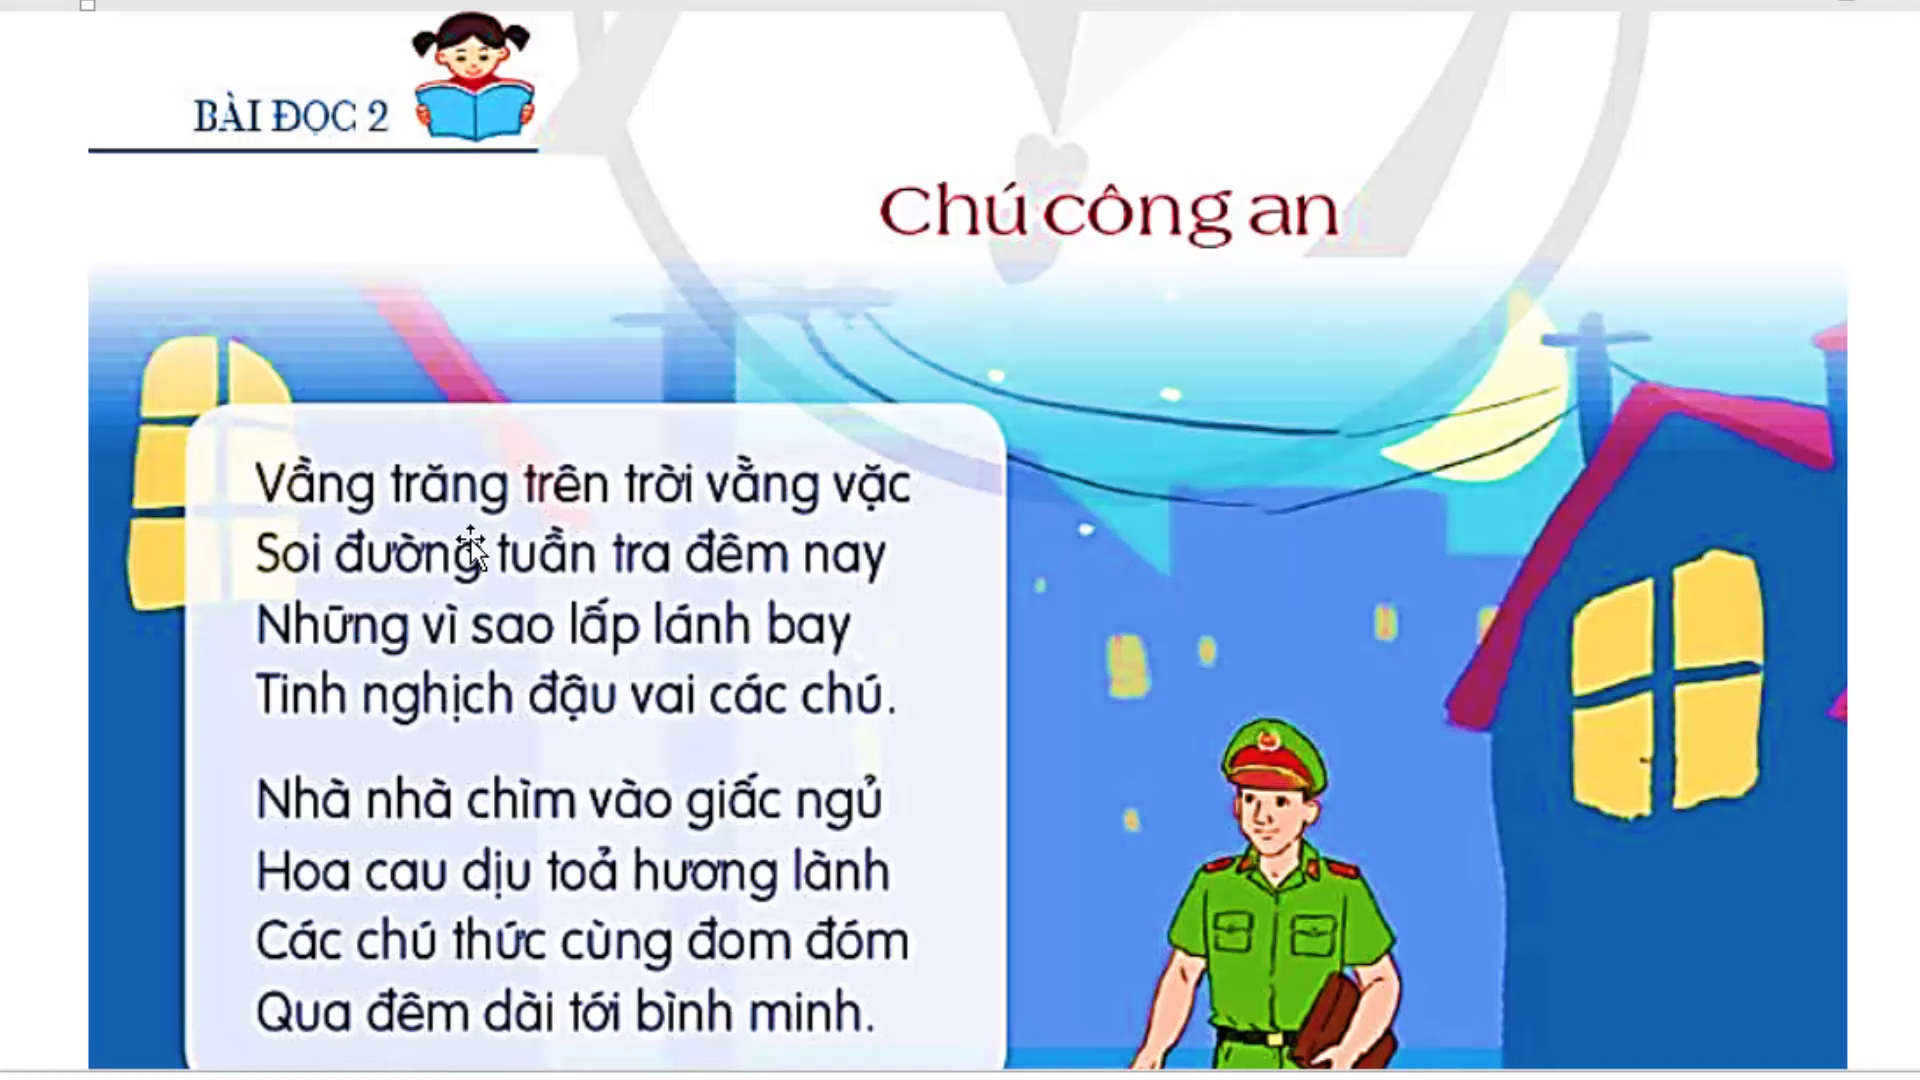 BÀI ĐỌC 2
Chú công an
Vầng trăng trên trời vằng vặc
Soi đường tuần tra đêm nay
Những vì sao lấp lánh bay
Tinh nghịch đậu vai các chú.
Nhà nhà chìm vào giấc ngủ
Hoa cau dịu toả hương lành
Các chú thức cùng đom đóm
Qua đêm dài tới bình minh.